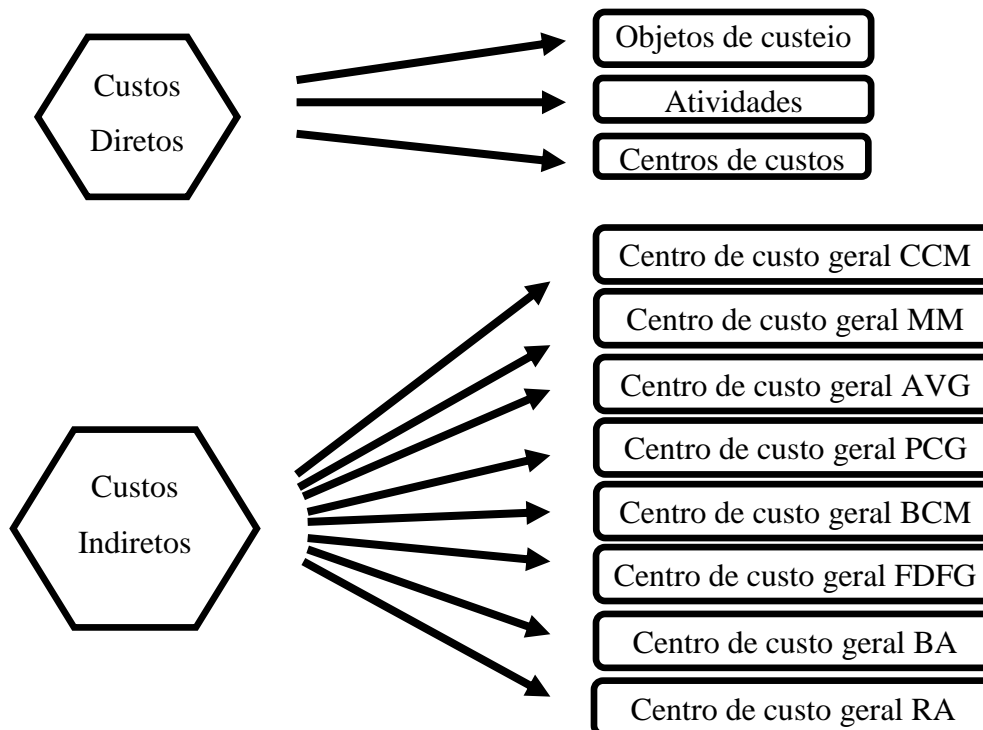 Custos
Diretos
Objetos de custeio
Atividades
Centros de custos
Custos
Indiretos
Centro de custo geral CCM
Centro de custo geral MM
Centro de custo geral AVG
Centro de custo geral PCG
Centro de custo geral BCM
Centro de custo geral FDFG
Centro de custo geral BA
Centro de custo geral RA